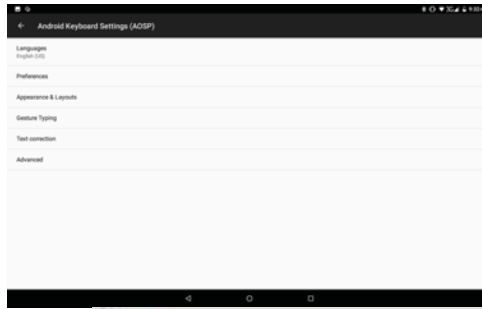 Android Keyboard Settings (AOSP)
Languages
English (US)
Preferences
Appearance & Layouts
Gesture Typing
Text correction
Advanced